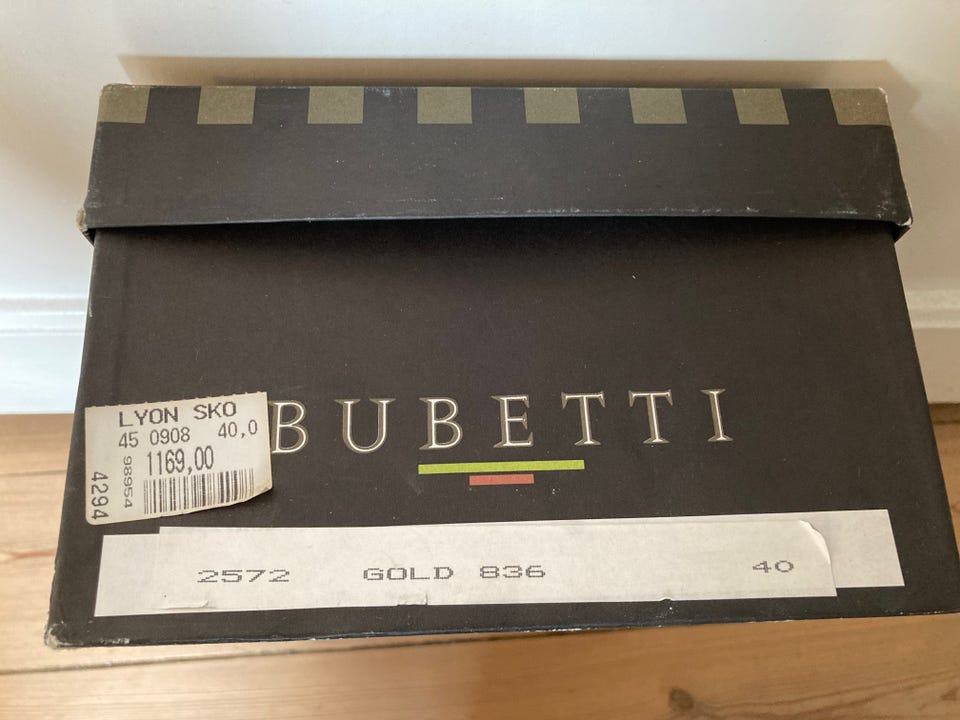 BUBETTI
LYON SKO
45 0908 40,0
98954
1169,00
4294
2572 GOLD 836 40